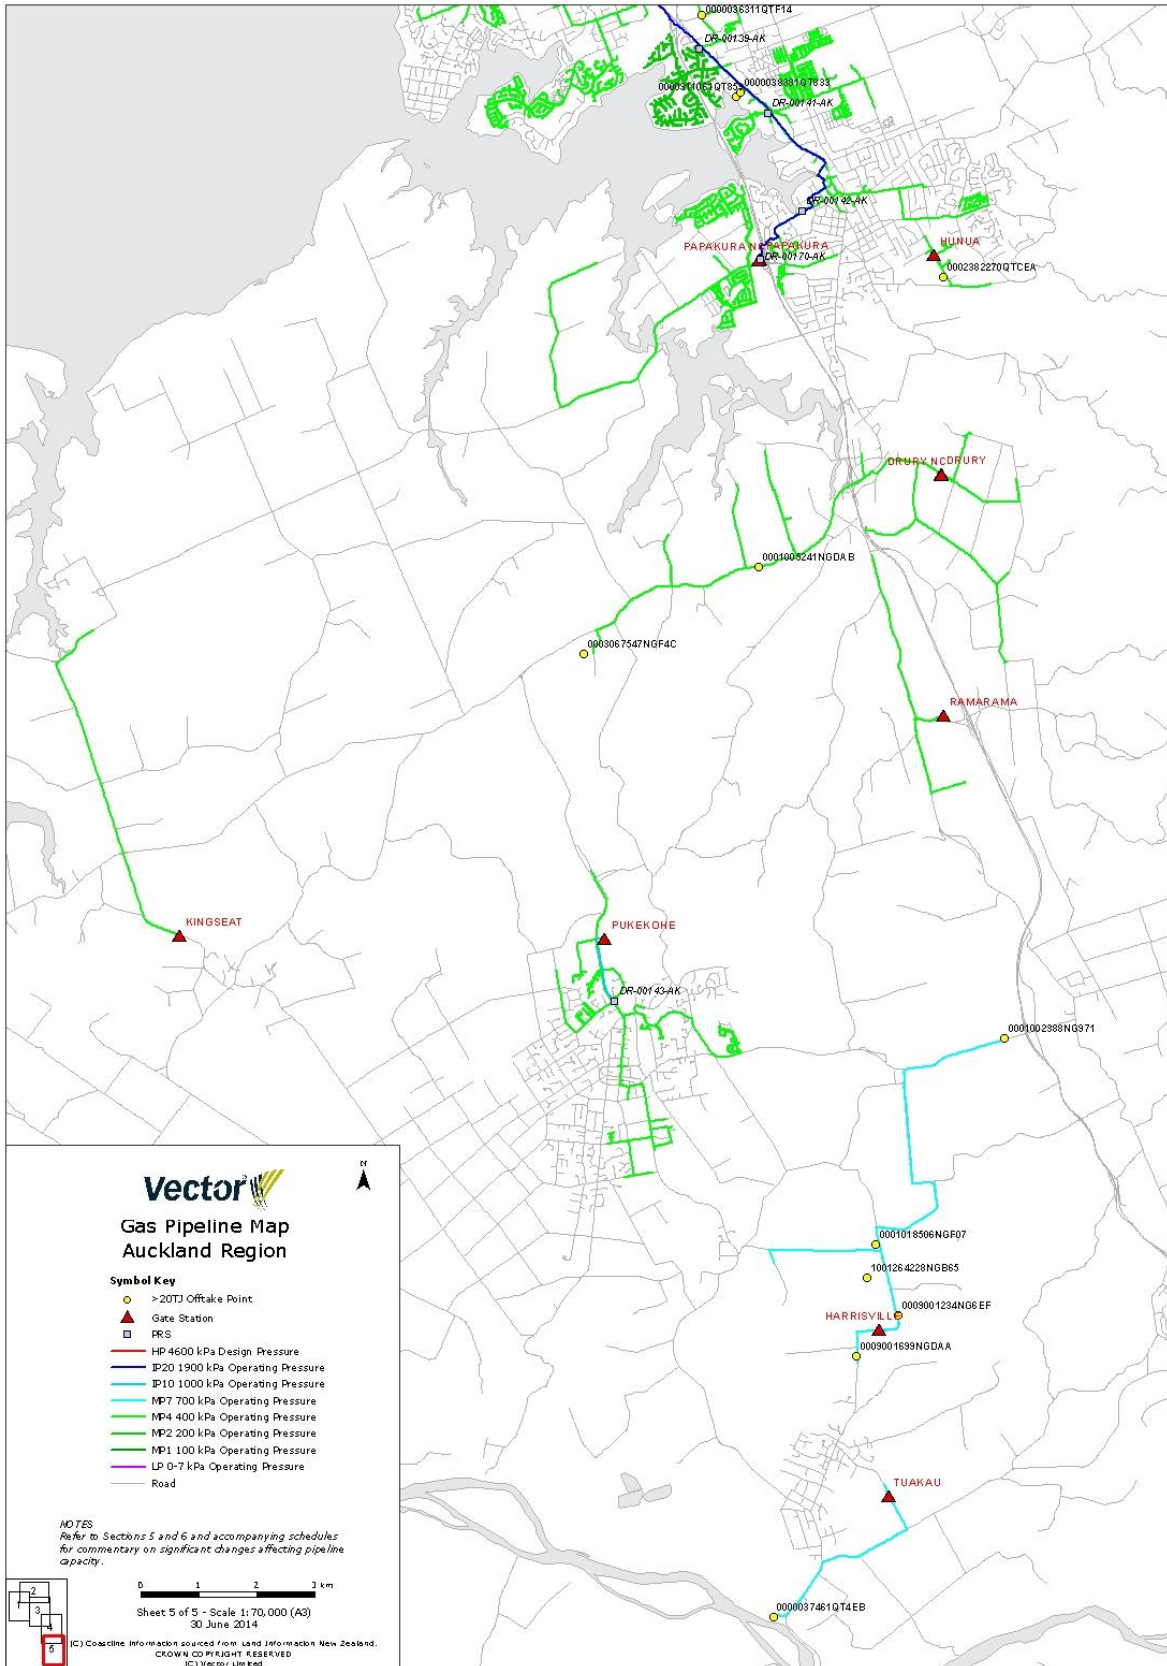 0000036311QTF14
DR-00139-AK
0000038381QT833
DR-00141-AK
DR-00142-AK
HUNUA
DR-00170-AK
0002382270QTCEA
DRURY
0001005241NGDAB
0003067547NGF4C
RAMARAMA
KINGSEAT
PUKEKOHE
DR-00143-AK
0001002388NG971
0001018506NGF07
1001264228NGB65
0009001234NG6EF
0009001699NGDAA
TUAKAU
0000037461QT4EB
N
Vector
Gas Pipeline Map
Auckland Region
Symbol Key
>20TJ Offtake Point
Gate Station
PRS
HP 4600 kPa Design Pressure
IP20 1900 kPa Operating Pressure
IP10 1000 kPa Operating Pressure
MP7 700 kPa Operating Pressure
MP4 400 kPa Operating Pressure
MP2 200 kPa Operating Pressure
MP1 100 kPa Operating Pressure
LP 0-7 kPa Operating Pressure
Road
NOTES
Refer to Sections 5 and 6 and accompanying schedules
for commentary on significant changes affecting pipeline
capacity.
0 1 2 3 km
Sheet 5 of 5 - Scale 1:70,000 (A3)
30 June 2014
2
1
3
4
5
(C) Coastline Information sourced from Land Information New Zealand.
CROWN COPYRIGHT RESERVED
(C) Vector Limited